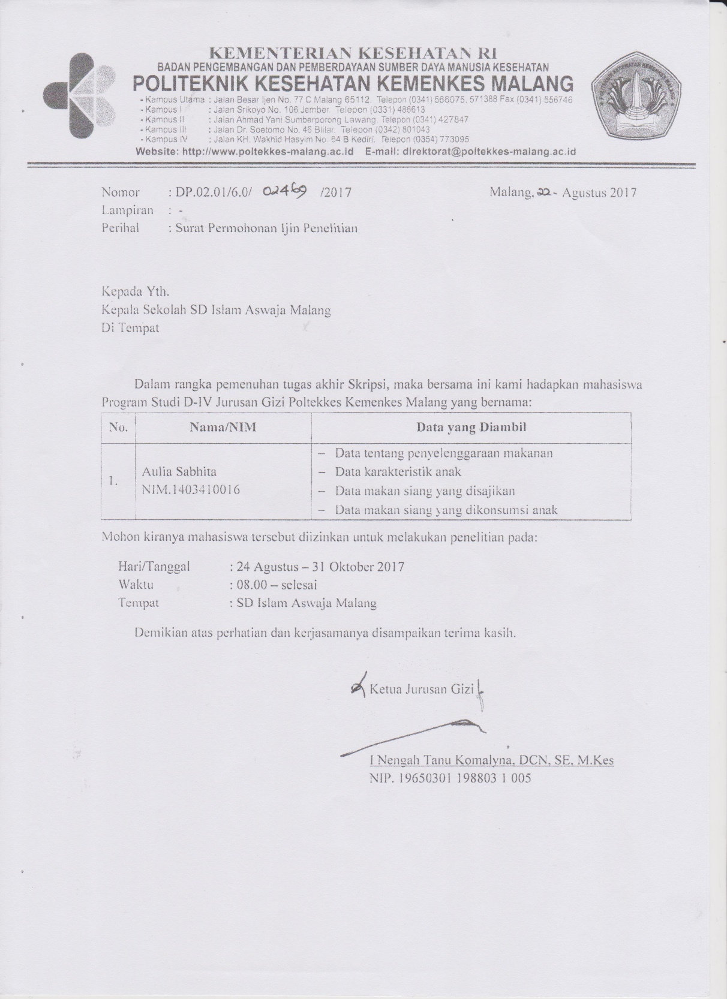 KEMENTERIAN KESEHATAN RI
BADAN PENGEMBANGAN DAN PEMBERDAYAAN SUMBER DAYA MANUSIA KESEHATAN
POLITEKNIK KESEHATAN KEMENKES MALANG
- Kampus Utama : Jalan Besar Ijen No. 77 C Malang 65112. Telepon (0341) 566075, 571388 Fax (0341) 556746
- Kampus I : Jalan Srikoyo No. 106 Jember. Telepon (0331) 486613
- Kampus II : Jalan Ahmad Yani Sumberporong Lawang. Telepon (0341) 427847
- Kampus III : Jalan Dr. Soetomo No. 46 Blitar. Telepon (0342) 801043
- Kampus IV : Jalan KH. Wakhid Hasyim No. 64 B Kediri. Telepon (0354) 773095
Website: http://www.poltekkes-malang.ac.id E-mail: direktorat@poltekkes-malang.ac.id
Nomor : DP.02.01/6.0/ 02469 /2017 Malang, 22- Agustus 2017
Lampiran : -
Perihal : Surat Permohonan Ijin Penelitian
Kepada Yth.
Kepala Sekolah SD Islam Aswaja Malang
Di Tempat
Dalam rangka pemenuhan tugas akhir Skripsi, maka bersama ini kami hadapkan mahasiswa
Program Studi D-IV Jurusan Gizi Poltekkes Kemenkes Malang yang bernama:
No. Nama/NIM Data yang Diambil
1. Aulia Sabhita
NIM.1403410016
– Data tentang penyelenggaraan makanan
– Data karakteristik anak
– Data makan siang yang disajikan
– Data makan siang yang dikonsumsi anak
Mohon kiranya mahasiswa tersebut diizinkan untuk melakukan penelitian pada:
Hari/Tanggal : 24 Agustus – 31 Oktober 2017
Waktu : 08.00 – selesai
Tempat : SD Islam Aswaja Malang
Demikian atas perhatian dan kerjasamanya disampaikan terima kasih.
Ketua Jurusan Gizi
I Nengah Tanu Komalyna, DCN, SE, M.Kes
NIP. 19650301 198803 1 005